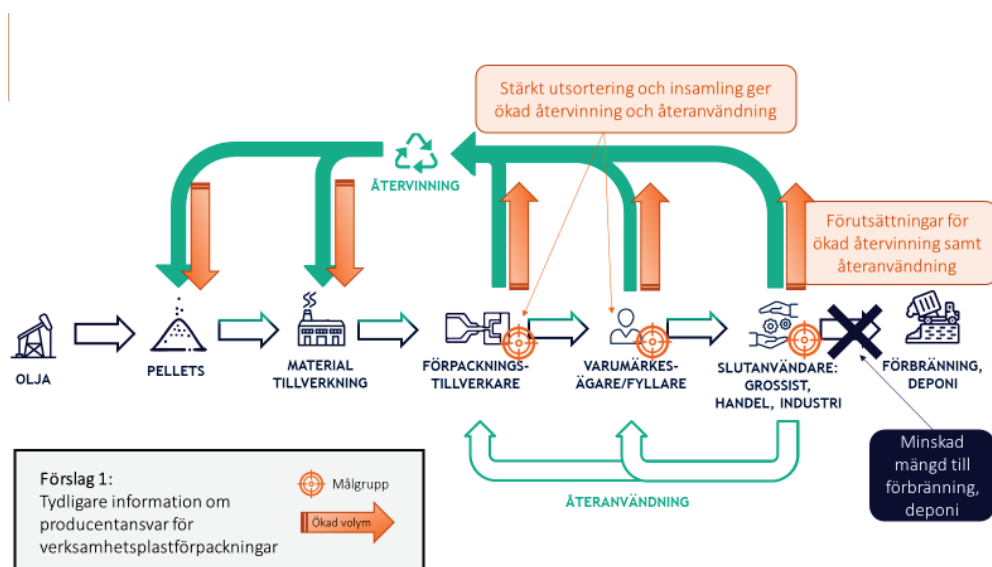 Stärkt utsortering och insamling ger
ökad återvinning och återanvändning
ÅTERVINNING
Förutsättningar för
ökad återvinning samt
återanvändning
OLJA
PELLETS
MATERIAL
TILLVERKNING
FÖRPACKNINGS-
TILLVERKARE
VARUMÄRKES-
ÄGARE/FYLLARE
SLUTANVÄNDARE:
GROSSIST,
HANDEL, INDUSTRI
FÖRBRÄNNING,
DEPONI
Minskad
mängd till
förbränning,
deponi
ÅTERANVÄNDNING
Förslag 1:
Tydligare information om
producentansvar för
verksamhetsplastförpackningar
Målgrupp
Ökad volym